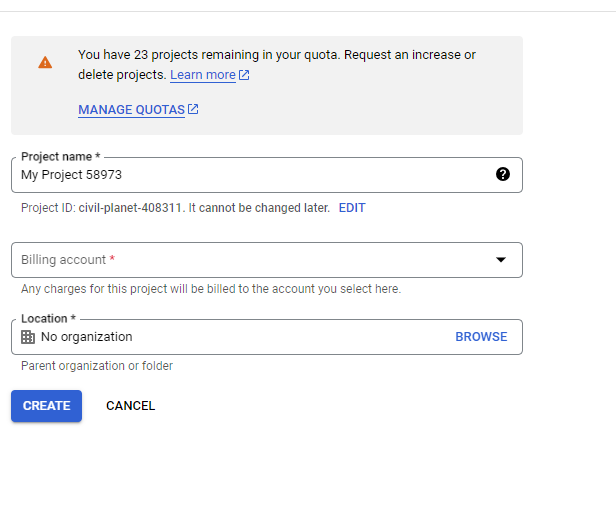 You have 23 projects remaining in your quota. Request an increase or
delete projects. Learn more
MANAGE QUOTAS
Project name *
My Project 58973
Project ID: civil-planet-408311. It cannot be changed later. EDIT
Billing account *
Any charges for this project will be billed to the account you select here.
Location *
No organization BROWSE
Parent organization or folder
CREATE CANCEL